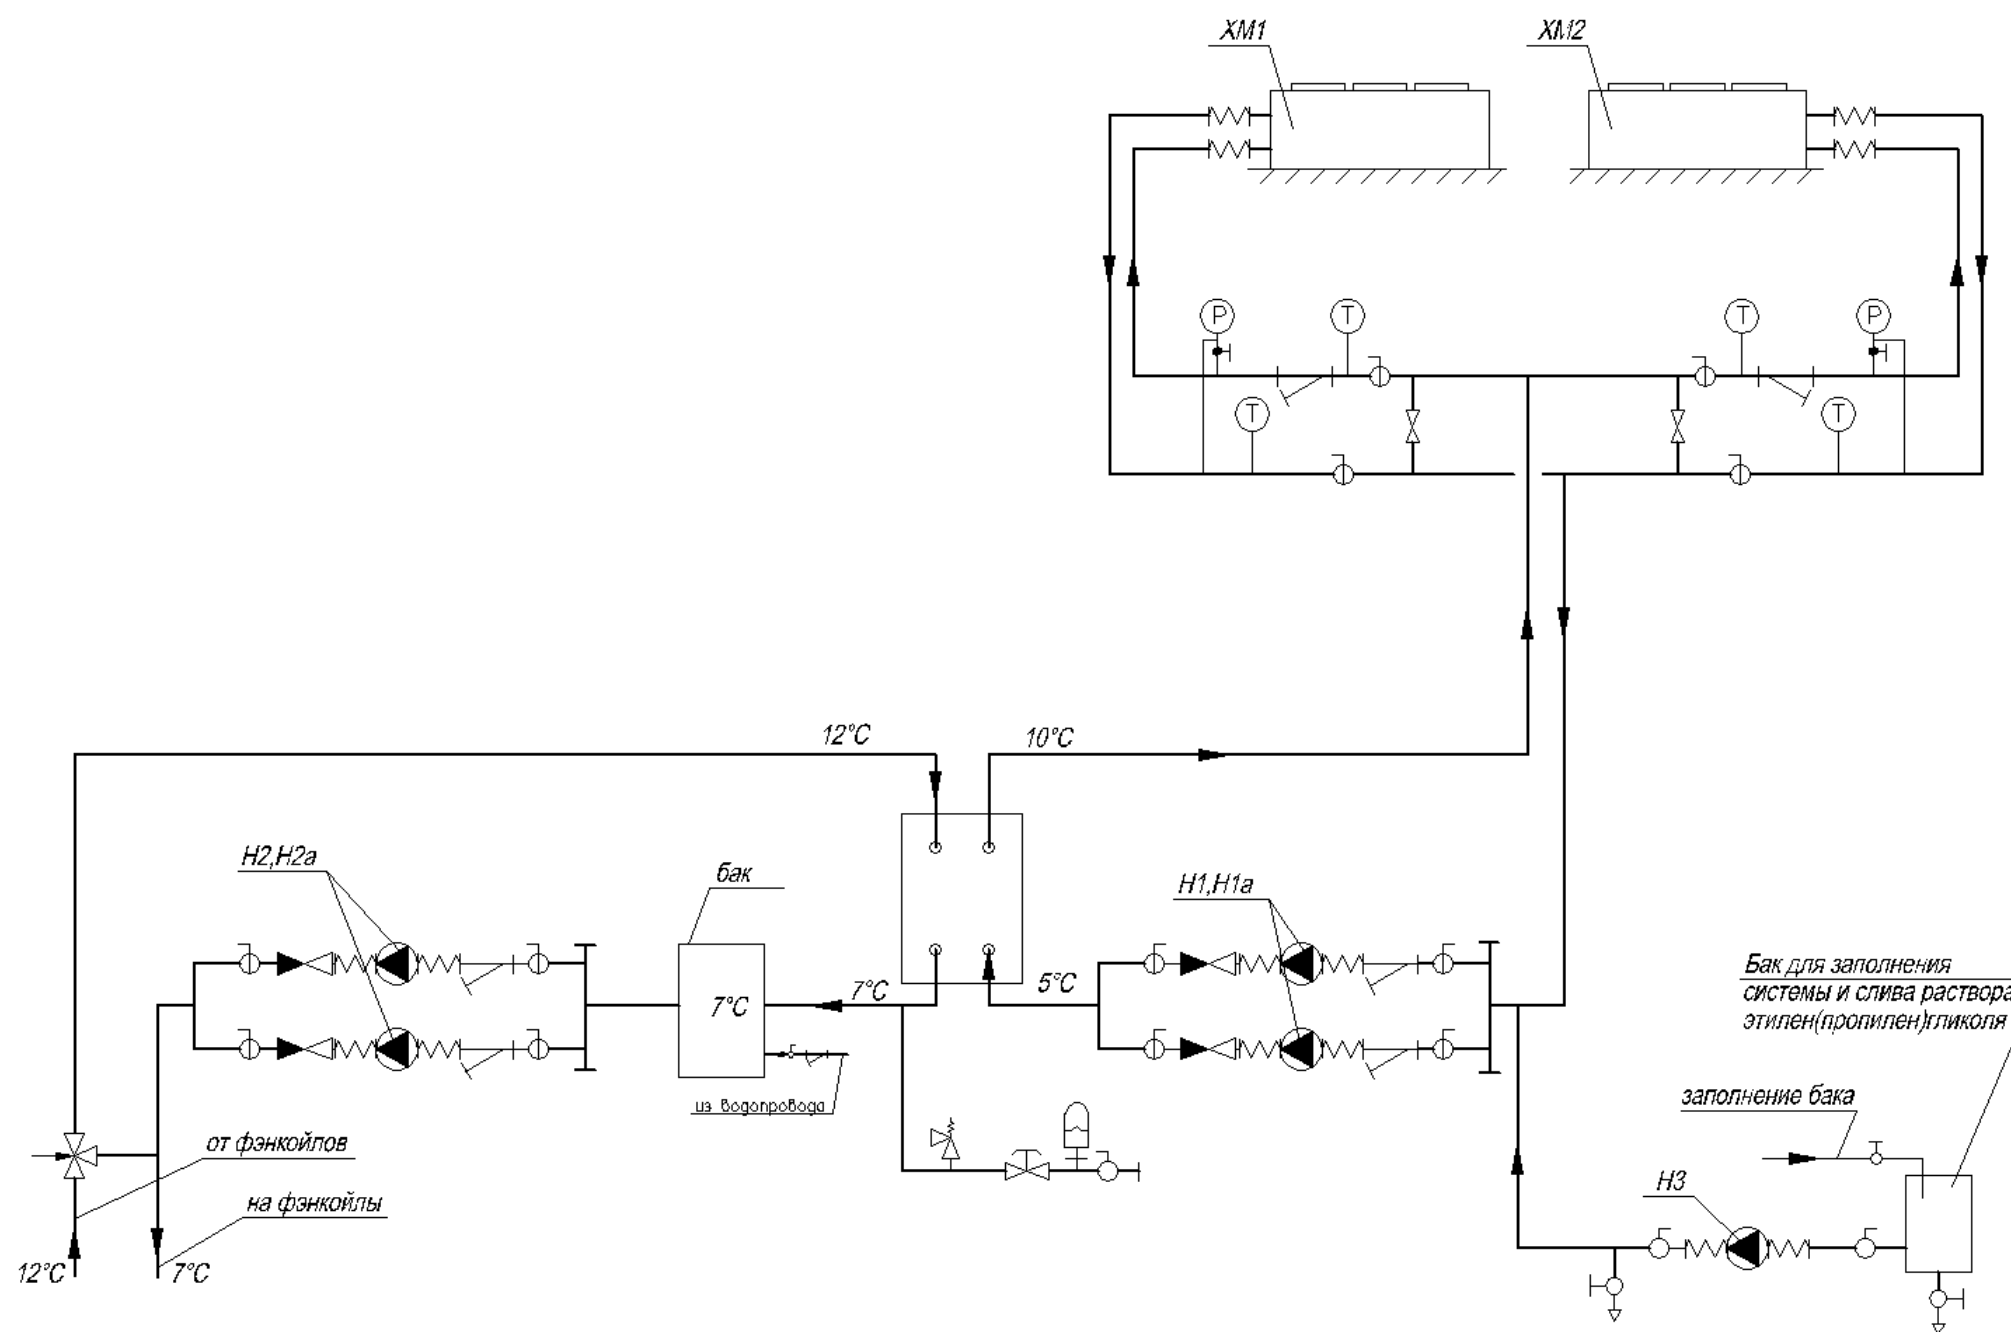 ХМ1
ХМ2
P
T
T
P
T
T
12°C
10°C
Н2,Н2а
бак
Н1,Н1а
7°C
7°C
5°C
Бак для заполнения
системы и слива раствора
этилен(пропилен)гликоля
из водопровода
заполнение бака
от фэнкойлов
на фэнкойлы
Н3
12°C
7°C